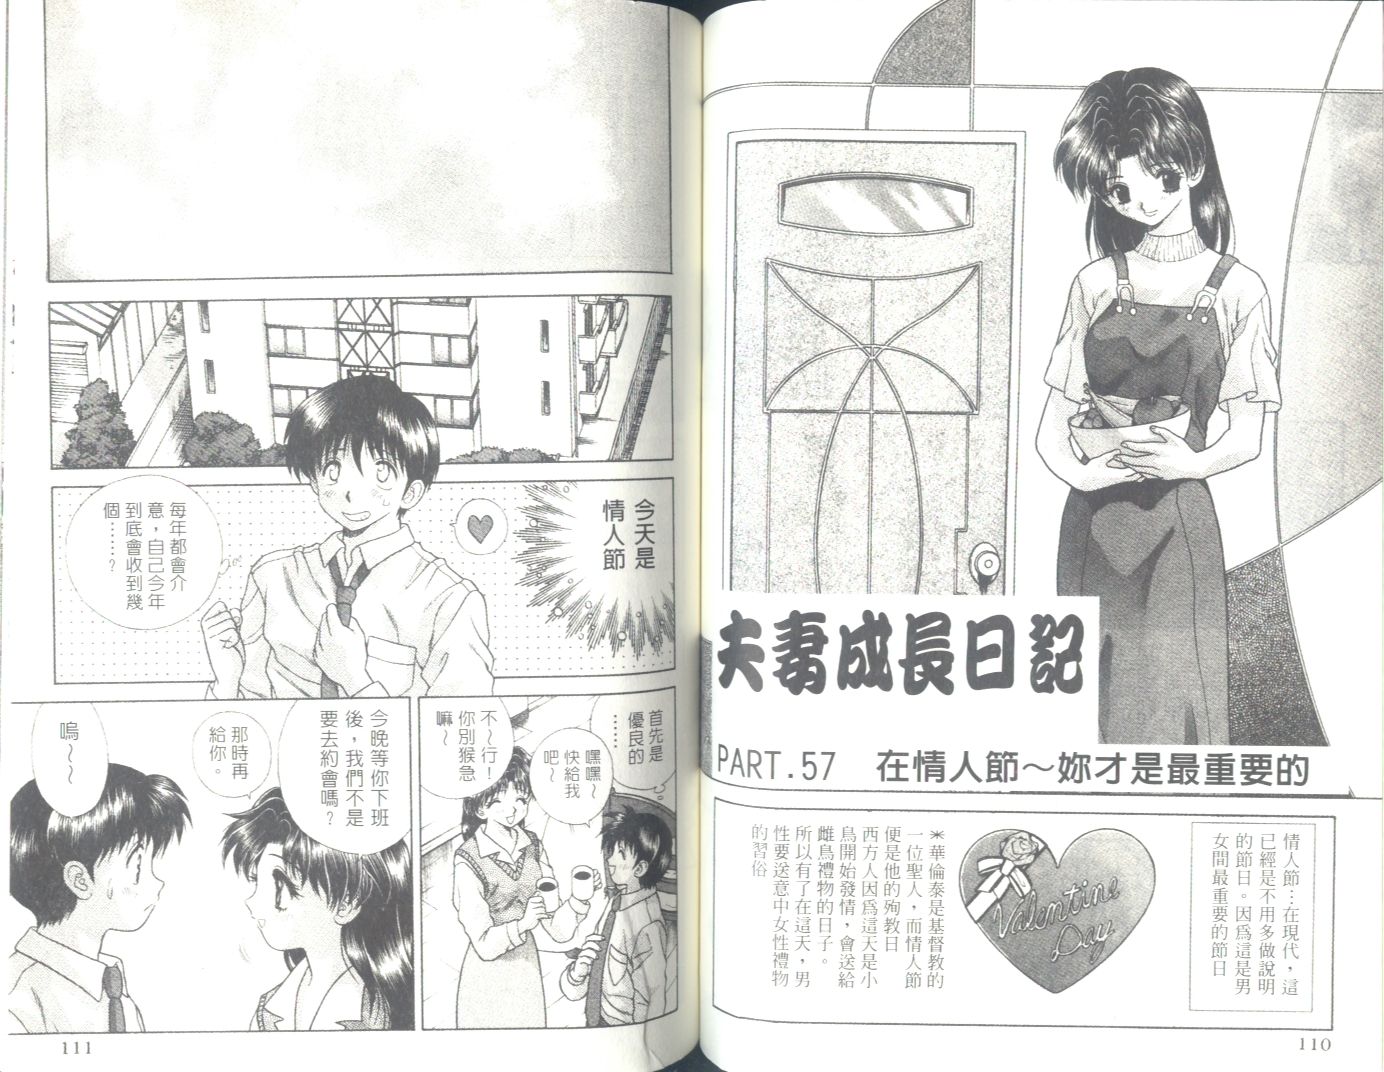 夫妻成長日記
PART.57 在情人節～妳才是最重要的
情人節…在現代，這
已經是不用多做說明
的節日。因為這是男
女間最重要的節日
Valentine
Day
＊華倫泰是基督教的
一位聖人，而情人節
便是他的殉教日
西方人因為這天是小
鳥開始發情，會送給
雌鳥禮物的日子。
所以有了在這天，男
性要送意中女性禮物
的習俗
110
今天是
情人節
每年都會介
意，自己今年
到底會收到幾
個……？
首先是
優良的
……
嘿嘿～
快給我
吧～
不～行！
你別猴急
嘛～
今晚等你下班
後，我們不是
要去約會嗎？
那時再
給你。
嗚～～
111